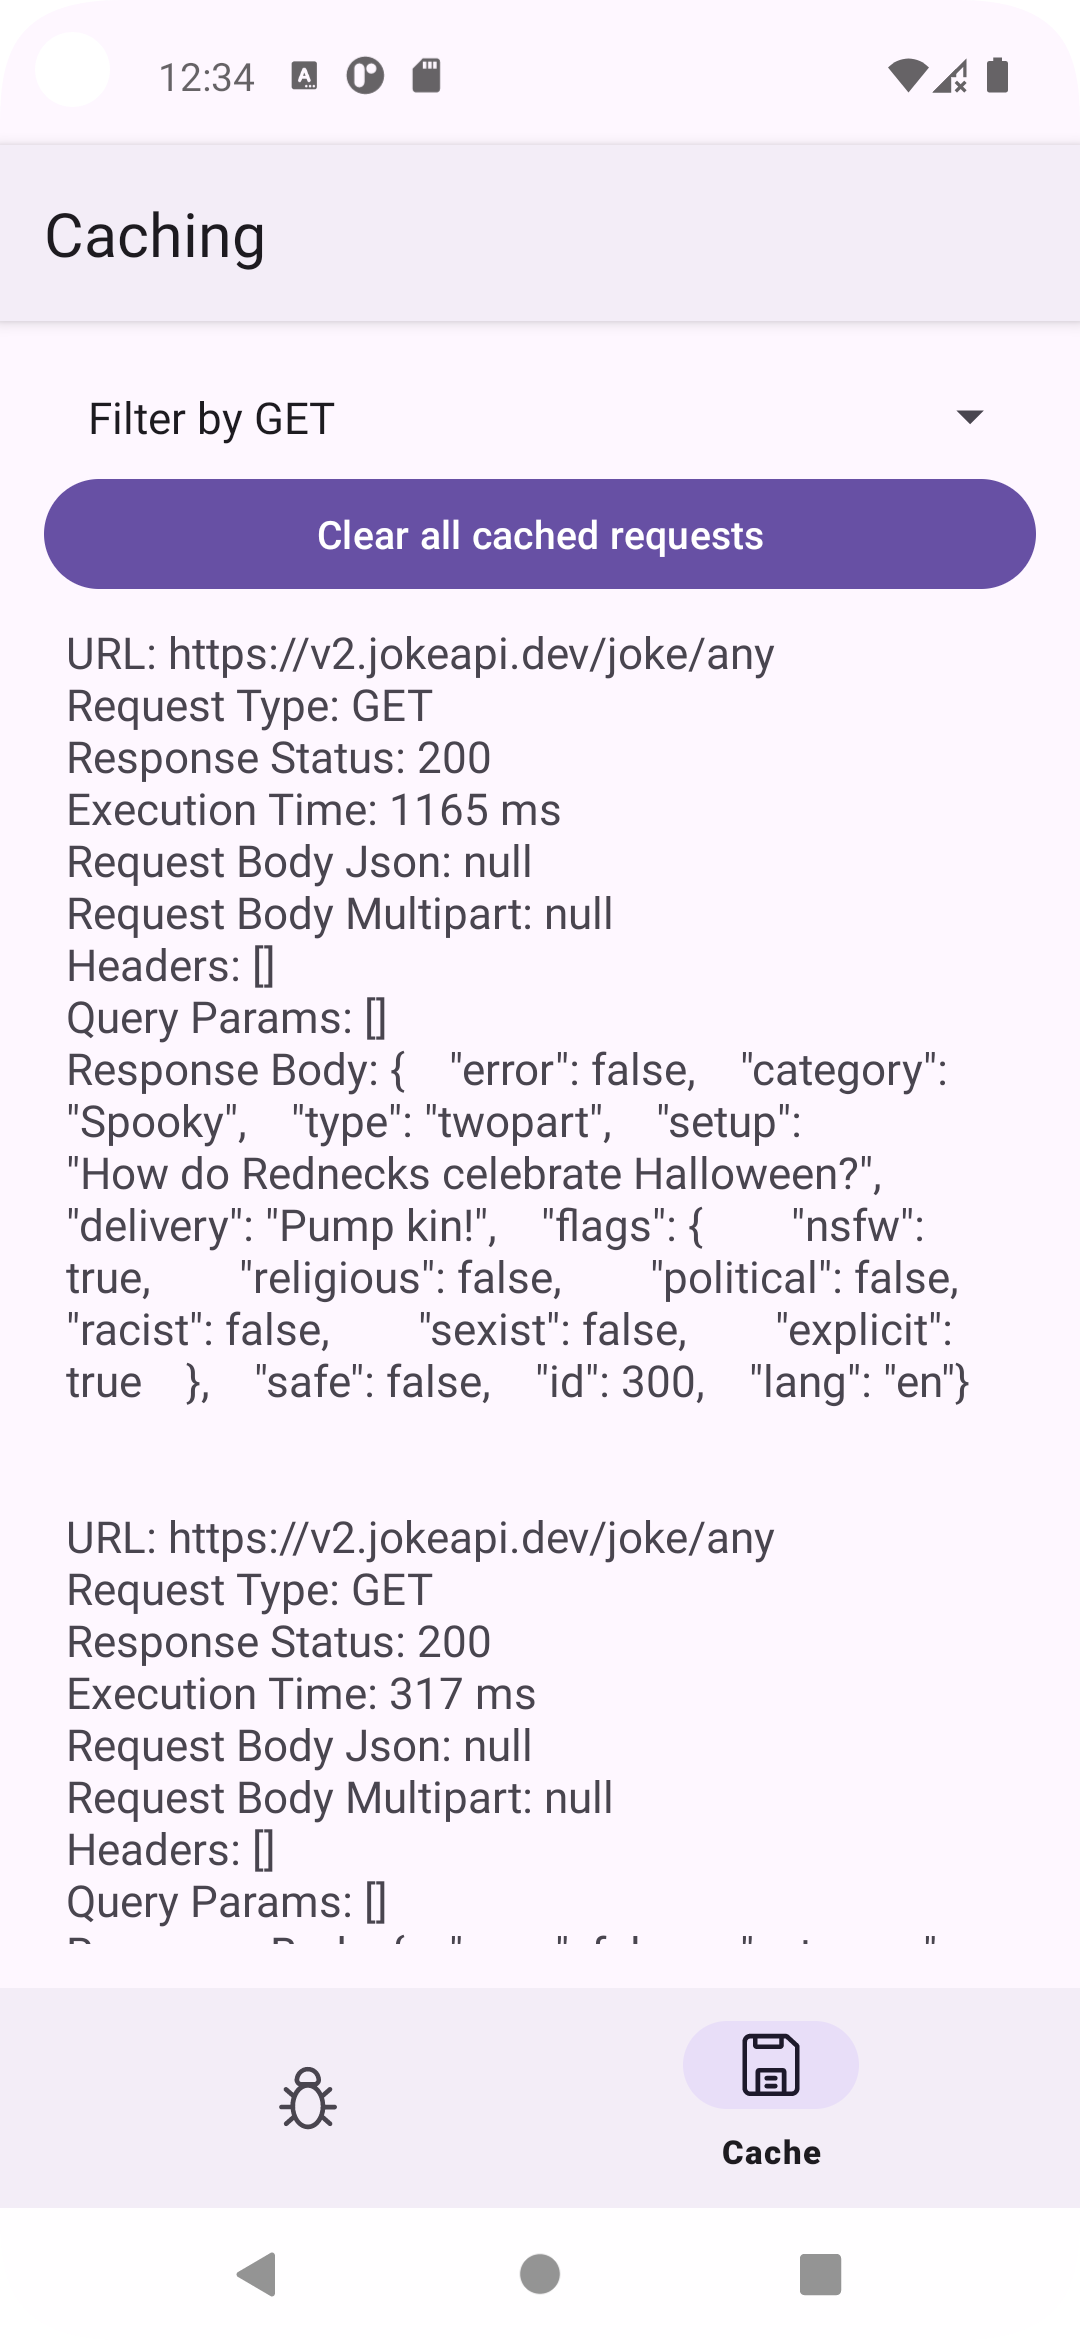 12:34
Caching
Filter by GET
Clear all cached requests
URL: https://v2.jokeapi.dev/joke/any
Request Type: GET
Response Status: 200
Execution Time: 1165 ms
Request Body Json: null
Request Body Multipart: null
Headers: []
Query Params: []
Response Body: {    "error": false,    "category":
"Spooky",    "type": "twopart",    "setup":
"How do Rednecks celebrate Halloween?",
"delivery": "Pump kin!",    "flags": {        "nsfw":
true,        "religious": false,        "political": false,
"racist": false,        "sexist": false,        "explicit":
true    },    "safe": false,    "id": 300,    "lang": "en"}
URL: https://v2.jokeapi.dev/joke/any
Request Type: GET
Response Status: 200
Execution Time: 317 ms
Request Body Json: null
Request Body Multipart: null
Headers: []
Query Params: []
Cache